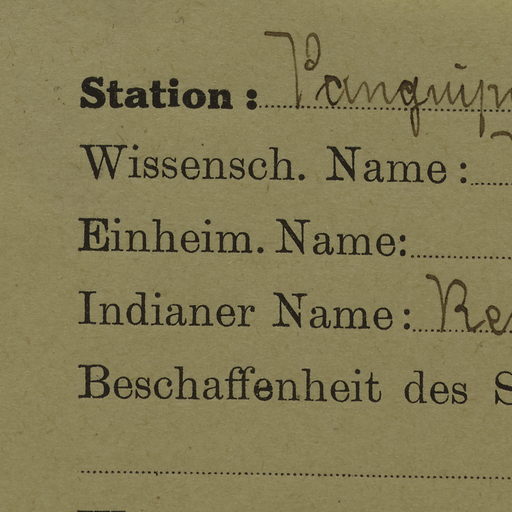 Station:
Wissensch. Name:
Einheim. Name:
Indianer Name:
Beschaffenheit des